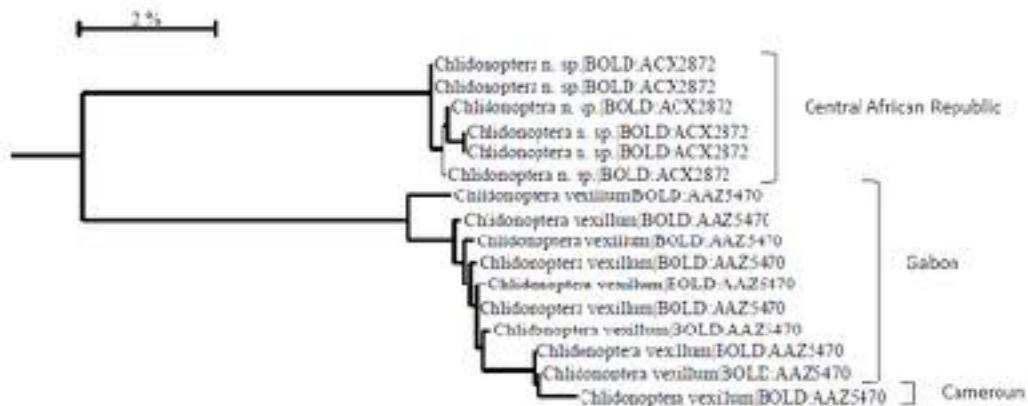 2 %
Chlidonoptera n. sp.|BOLD:ACX2872
Chlidonoptera n. sp.|BOLD:ACX2872
Chlidonoptera n. sp.|BOLD:ACX2872
Central African Republic
Chlidonoptera n. sp.|BOLD:ACX2872
Chlidonoptera n. sp.|BOLD:ACX2872
Chlidonoptera n. sp.|BOLD:ACX2872
Chlidonoptera vexillum|BOLD:AAZ5470
Chlidonoptera vexillum|BOLD:AAZ5470
Chlidonoptera vexillum|BOLD:AAZ5470
Chlidonoptera vexillum|BOLD:AAZ5470
Gabon
Chlidonoptera vexillum|BOLD:AAZ5470
Chlidonoptera vexillum|BOLD:AAZ5470
Chlidonoptera vexillum|BOLD:AAZ5470
Chlidonoptera vexillum|BOLD:AAZ5470
Chlidonoptera vexillum|BOLD:AAZ5470
Chlidonoptera vexillum|BOLD:AAZ5470
Cameroun